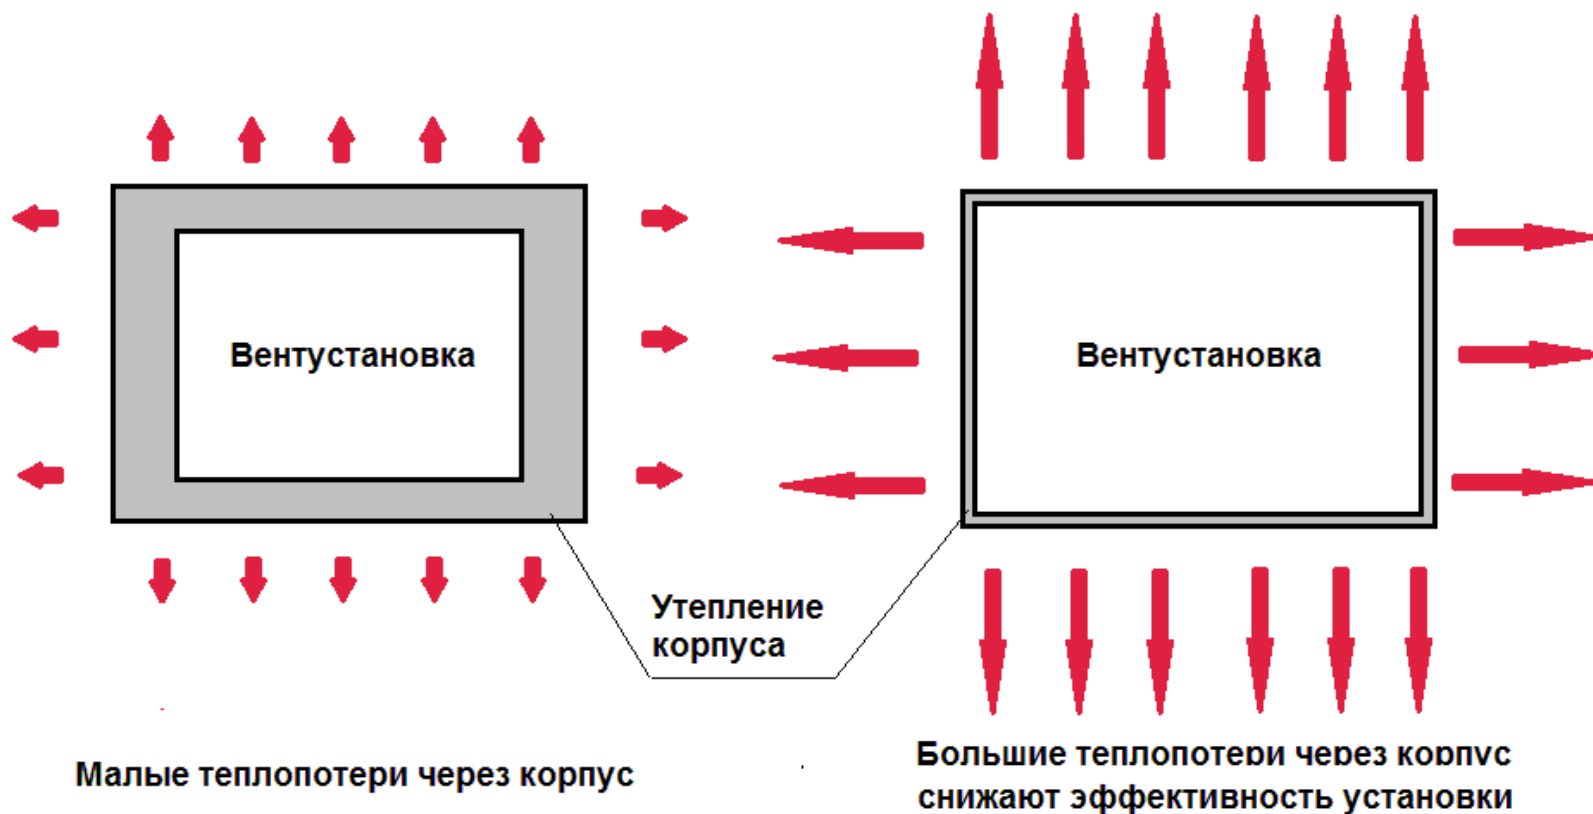 Вентустановка
Вентустановка
Утепление
корпуса
Малые теплопотери через корпус
Большие теплопотери через корпус
снижают эффективность установки